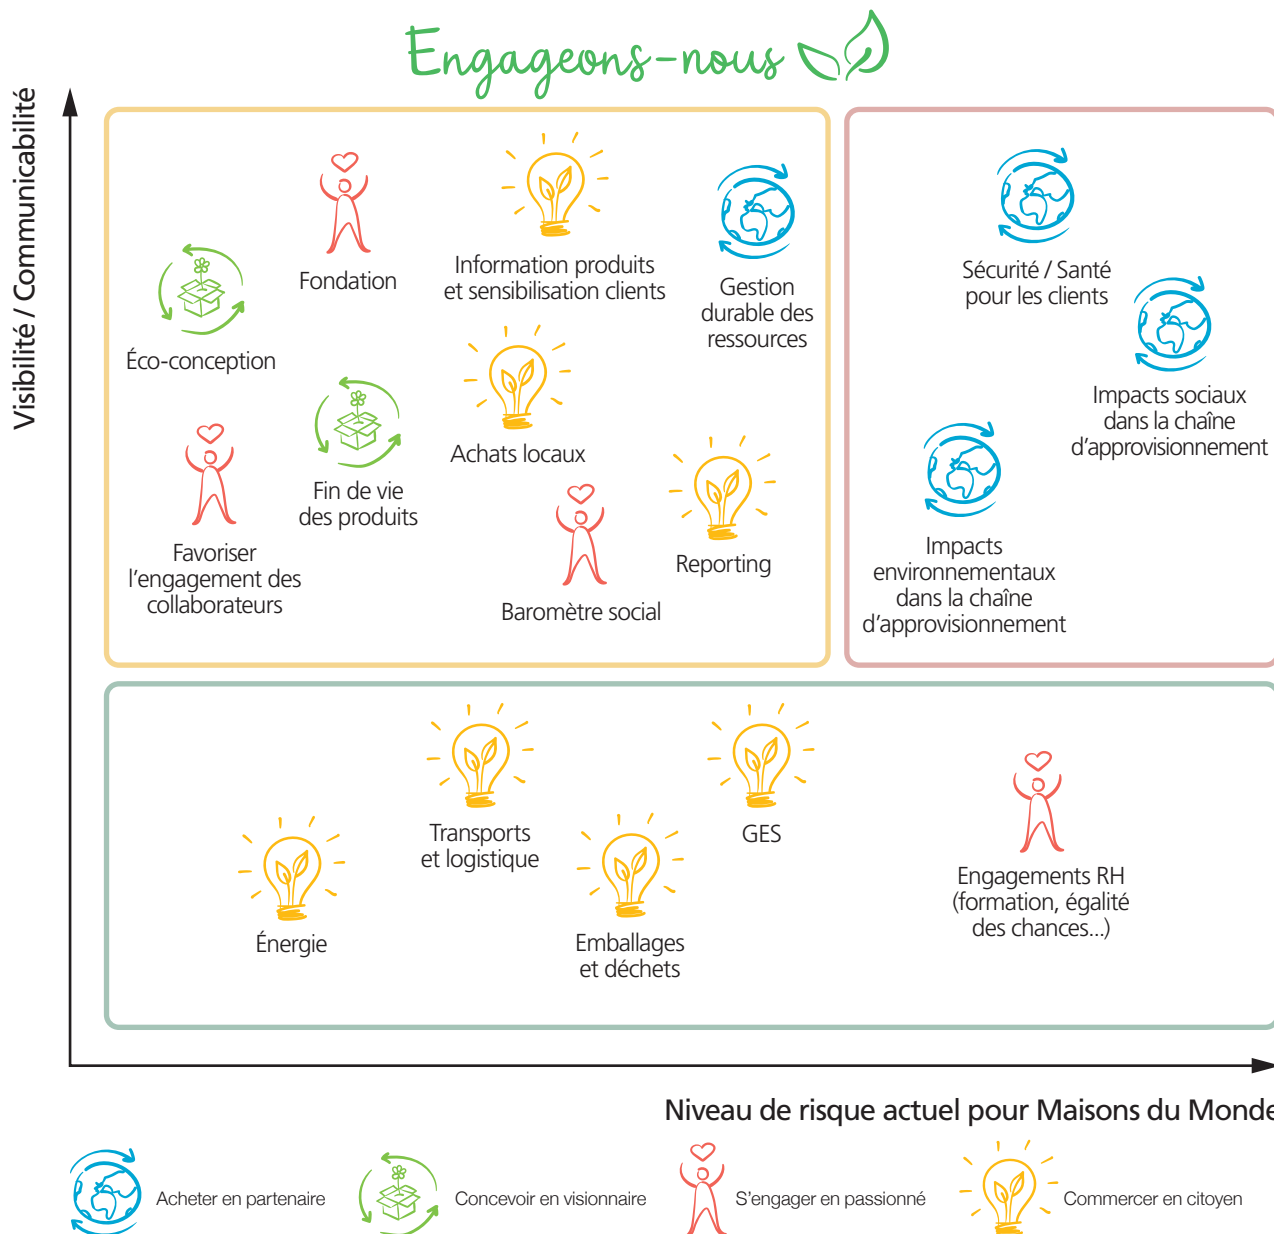 Engageons-nous
Visibilité / Communicabilité
Fondation
Information produits
et sensibilisation clients
Gestion
durable des
ressources
Éco-conception
Achats locaux
Fin de vie
des produits
Favoriser
l'engagement des
collaborateurs
Baromètre social
Reporting
Sécurité / Santé
pour les clients
Impacts sociaux
dans la chaîne
d'approvisionnement
Impacts
environnementaux
dans la chaîne
d'approvisionnement
Transports
et logistique
GES
Énergie
Emballages
et déchets
Engagements RH
(formation, égalité
des chances...)
Niveau de risque actuel pour Maisons du Monde
Acheter en partenaire
Concevoir en visionnaire
S'engager en passionné
Commercer en citoyen